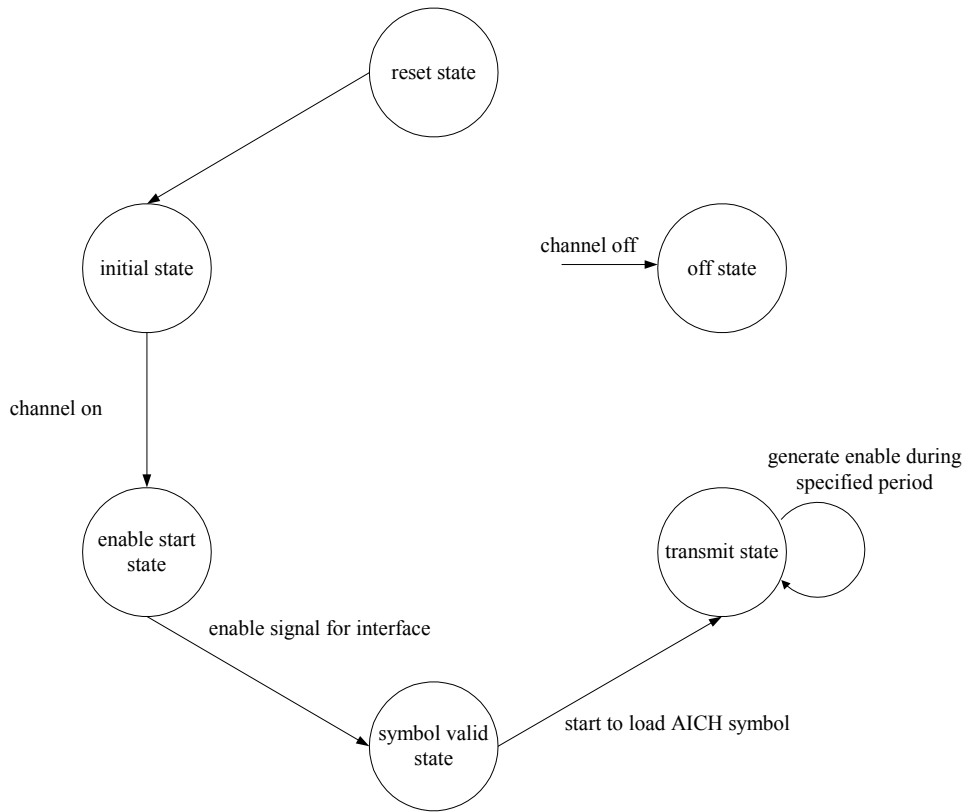 reset state
initial state
channel off
off state
channel on
generate enable during
specified period
enable start
state
transmit state
enable signal for interface
symbol valid
state
start to load AICH symbol